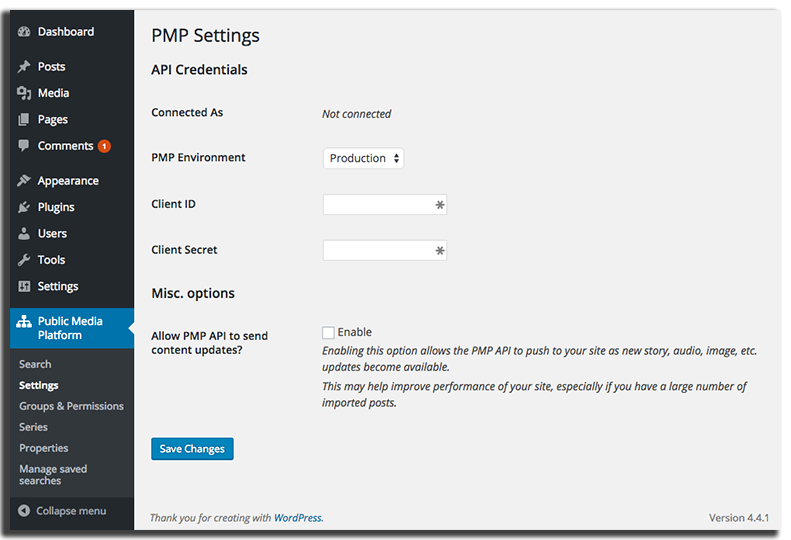 Dashboard
Posts
Media
Pages
Comments 1
Appearance
Plugins
Users
Tools
Settings
Public Media
Platform
Search
Settings
Groups & Permissions
Series
Properties
Manage saved
searches
Collapse menu
PMP Settings
API Credentials
Connected As
Not connected
PMP Environment
Production
Client ID
Client Secret
Misc. options
Allow PMP API to send
content updates?
Enable
Enabling this option allows the PMP API to push to your site as new story, audio, image, etc.
updates become available.
This may help improve performance of your site, especially if you have a large number of
imported posts.
Save Changes
Thank you for creating with WordPress.
Version 4.4.1